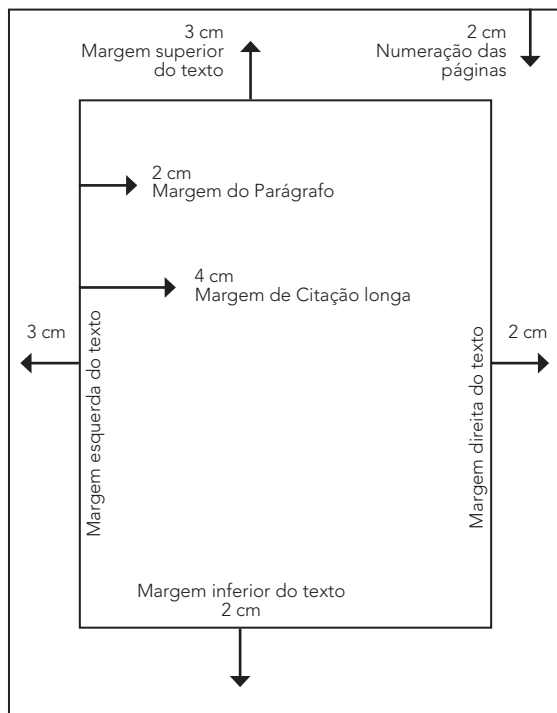 3 cm
Margem superior
do texto
2 cm
Numeração das
páginas
2 cm
Margem do Parágrafo
4 cm
Margem de Citação longa
3 cm
Margem esquerda do texto
2 cm
Margem direita do texto
Margem inferior do texto
2 cm